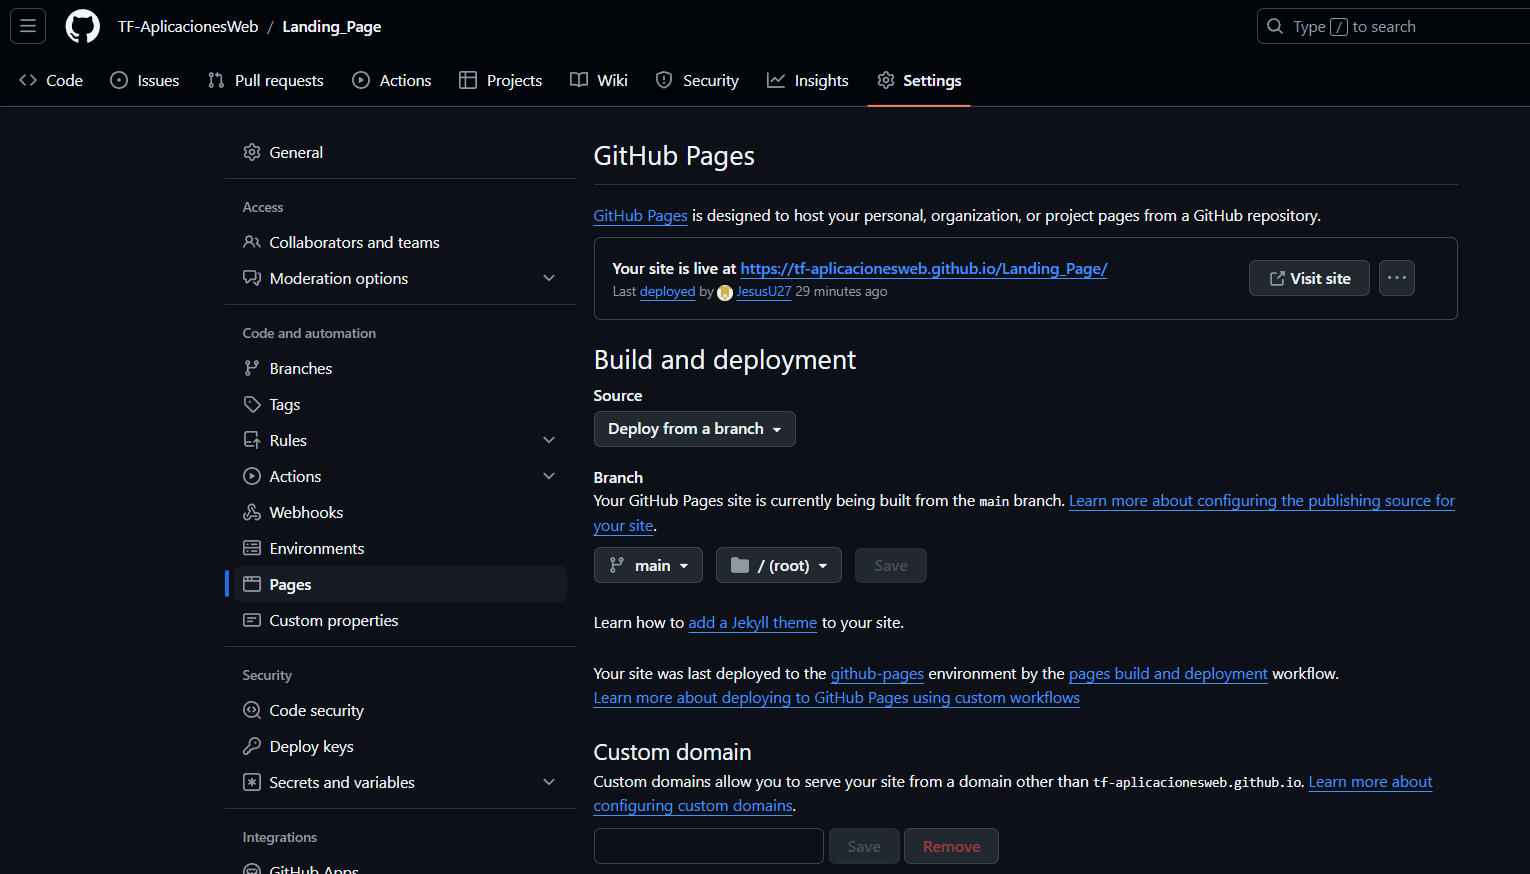 TF-AplicacionesWeb / Landing_Page
Type / to search
Code
Issues
Pull requests
Actions
Projects
Wiki
Security
Insights
Settings
General
Access
Collaborators and teams
Moderation options
Code and automation
Branches
Tags
Rules
Actions
Webhooks
Environments
Pages
Custom properties
Security
Code security
Deploy keys
Secrets and variables
Integrations
GitHub Apps
GitHub Pages
GitHub Pages is designed to host your personal, organization, or project pages from a GitHub repository.
Your site is live at https://tf-aplicacionesweb.github.io/Landing_Page/
Last deployed by JesusU27 29 minutes ago
Visit site
Build and deployment
Source
Deploy from a branch
Branch
Your GitHub Pages site is currently being built from the main branch. Learn more about configuring the publishing source for
your site.
main
/ (root)
Save
Learn how to add a Jekyll theme to your site.
Your site was last deployed to the github-pages environment by the pages build and deployment workflow.
Learn more about deploying to GitHub Pages using custom workflows
Custom domain
Custom domains allow you to serve your site from a domain other than tf-aplicacionesweb.github.io. Learn more about
configuring custom domains.
Save
Remove